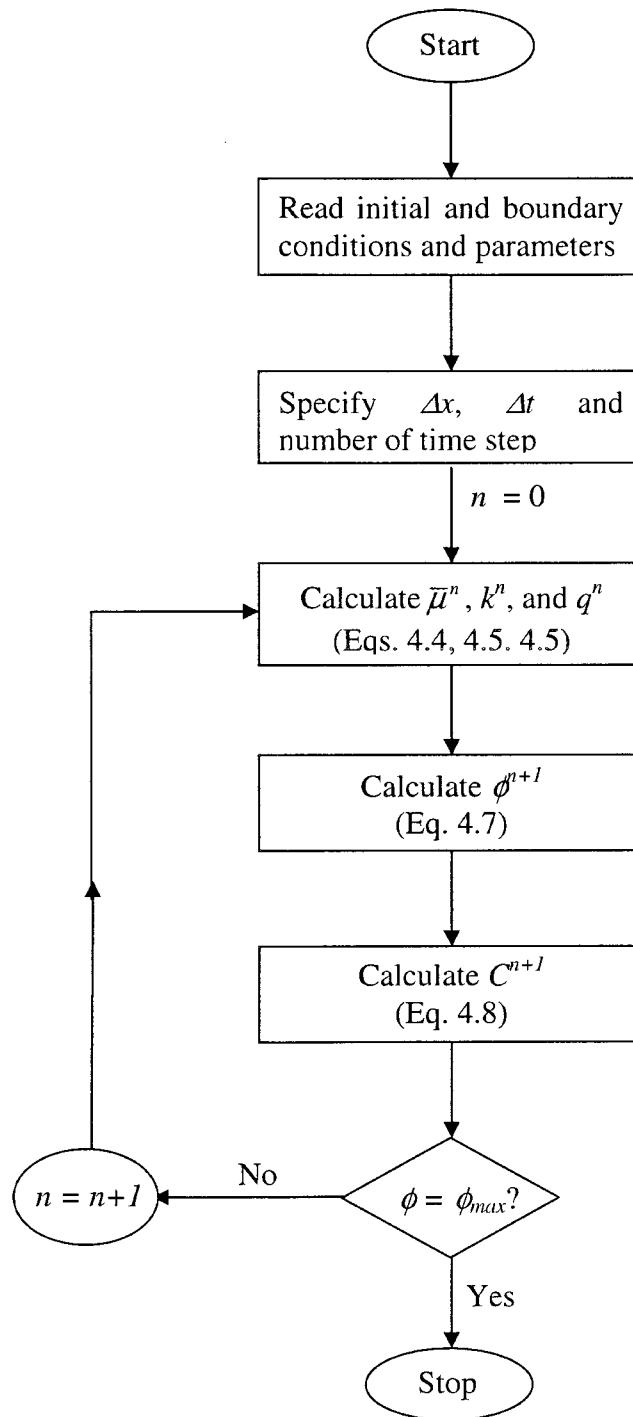 Start
Read initial and boundary
conditions and parameters
Specify Δx, Δt and
number of time step
n = 0
Calculate μ̅ⁿ, kⁿ, and qⁿ
(Eqs. 4.4, 4.5. 4.5)
Calculate ϕⁿ⁺¹
(Eq. 4.7)
Calculate Cⁿ⁺¹
(Eq. 4.8)
No
n = n+1
ϕ = ϕmax?
Yes
Stop